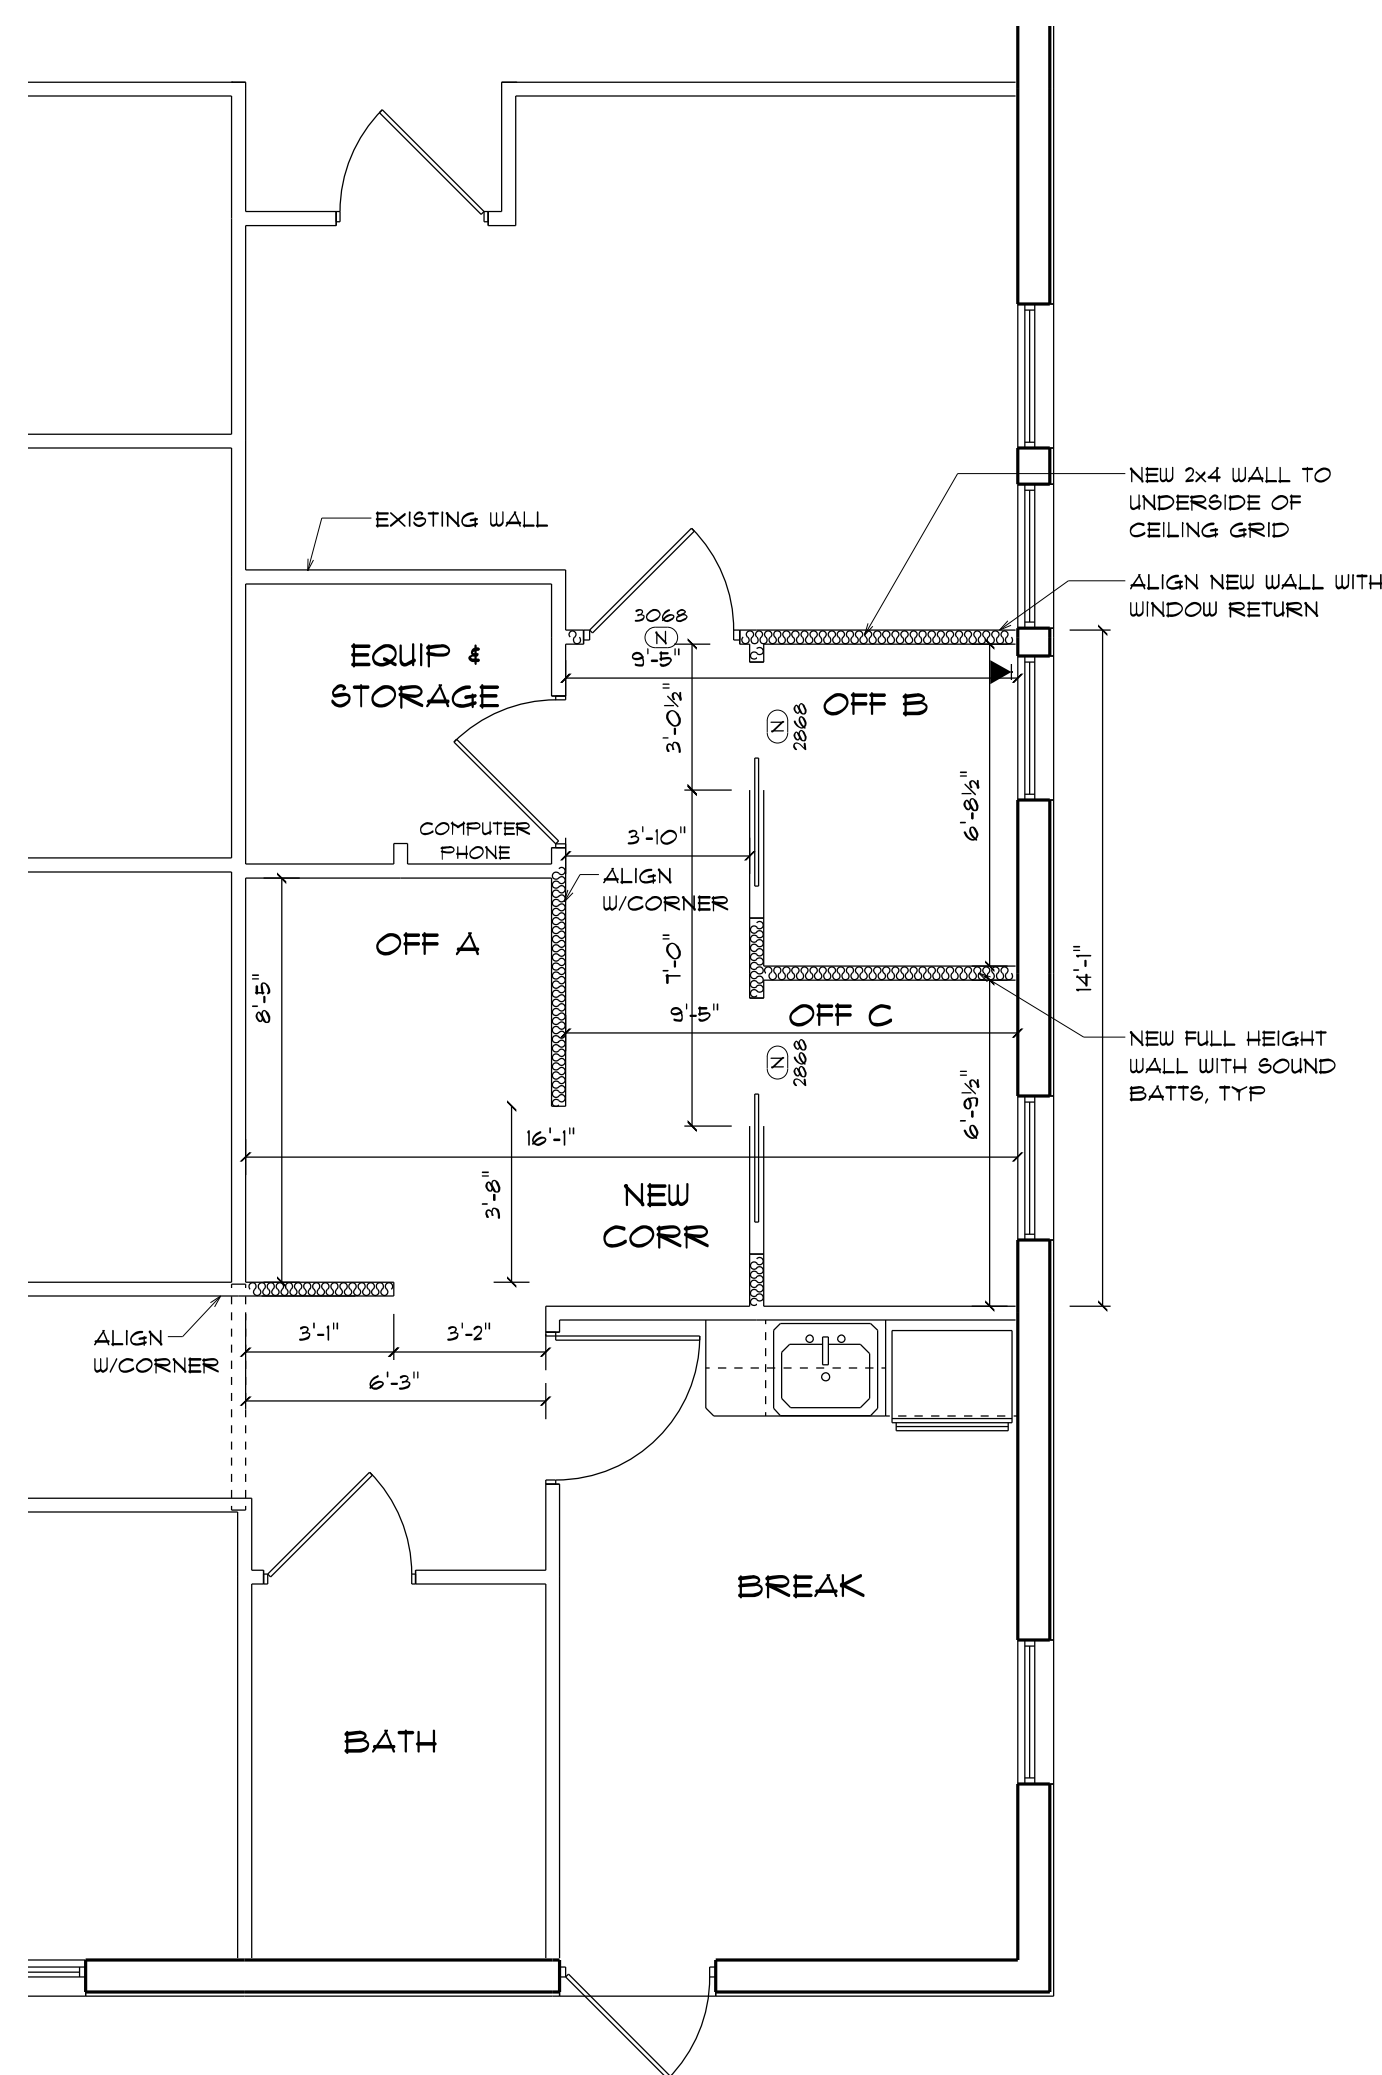 NEW 2x4 WALL TO
UNDERSIDE OF
CEILING GRID
EXISTING WALL
ALIGN NEW WALL WITH
WINDOW RETURN
3068
N
9'-5"
EQUIP &
STORAGE
OFF B
3'-0½"
N
2868
6'-8½"
COMPUTER
PHONE
3'-10"
ALIGN
W/CORNER
OFF A
7'-0"
14'-1"
8'-5"
9'-5"
OFF C
NEW FULL HEIGHT
WALL WITH SOUND
BATTS, TYP
N
2868
6'-9½"
16'-1"
3'-8"
NEW
CORR
ALIGN
W/CORNER
3'-1"
3'-2"
6'-3"
BREAK
BATH